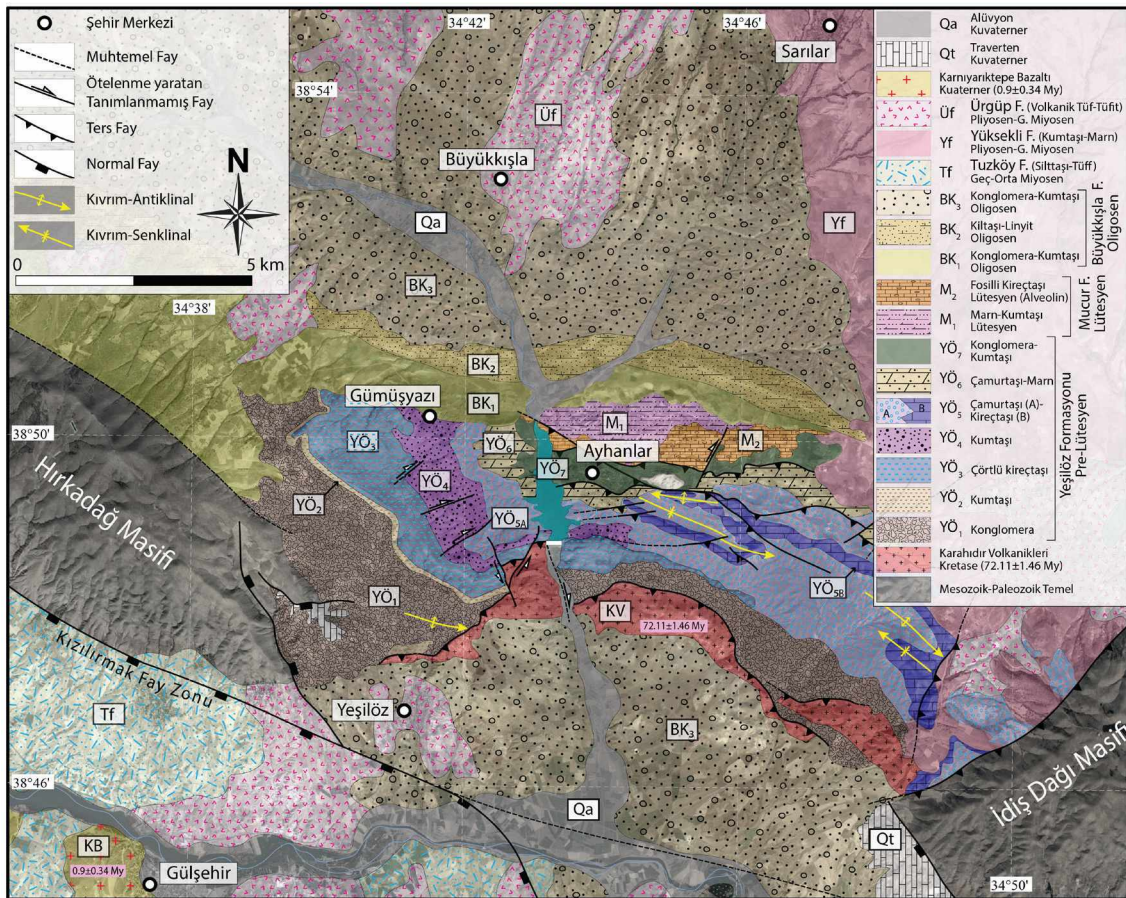 Şehir Merkezi
Muhtemel Fay
Ötelenme yaratan
Tanımlanmamış Fay
Ters Fay
Normal Fay
Kıvrım-Antiklinal
Kıvrım-Senklinal
N
0
5 km
34°42'
34°46'
38°54'
34°38'
38°50'
38°46'
34°50'
Sarılar
Üf
Büyükkışla
Qa
Yf
BK3
BK2
BK1
Gümüşyazı
M1
M2
YÖ6
Ayhanlar
YÖ7
YÖ3
YÖ4
YÖ2
YÖ5A
YÖ5B
YÖ1
KV
72.11±1.46 My
Hırkadağ Masifi
Kızılırmak Fay Zonu
Tf
Yeşilöz
BK3
İdiş Dağı Masifi
Qa
Qt
KB
0.9±0.34 My
Gülşehir
Qa Alüvyon
Kuvaterner
Qt Traverten
Kuvaterner
Karnıyarıktepe Bazaltı
Kuaterner (0.9±0.34 My)
Üf Ürgüp F. (Volkanik Tüf-Tüfit)
Pliyosen-G. Miyosen
Yf Yüksekli F. (Kumtaşı-Marn)
Pliyosen-G. Miyosen
Tf Tuzköy F. (Silttaşı-Tüff)
Geç-Orta Miyosen
BK3 Konglomera-Kumtaşı
Oligosen
BK2 Kiltaşı-Linyit
Oligosen
BK1 Konglomera-Kumtaşı
Oligosen
Büyükkışla F.
Oligosen
M2 Fosilli Kireçtaşı
Lütesyen (Alveolin)
M1 Marn-Kumtaşı
Lütesyen
Mucur F.
Lütesyen
YÖ7 Konglomera-
Kumtaşı
YÖ6 Çamurtaşı-Marn
A B YÖ5 Çamurtaşı (A)-
Kireçtaşı (B)
YÖ4 Kumtaşı
YÖ3 Çörtlü kireçtaşı
YÖ2 Kumtaşı
YÖ1 Konglomera
Yeşilöz Formasyonu
Pre-Lütesyen
Karahıdır Volkanikleri
Kretase (72.11±1.46 My)
Mesozoik-Paleozoik Temel